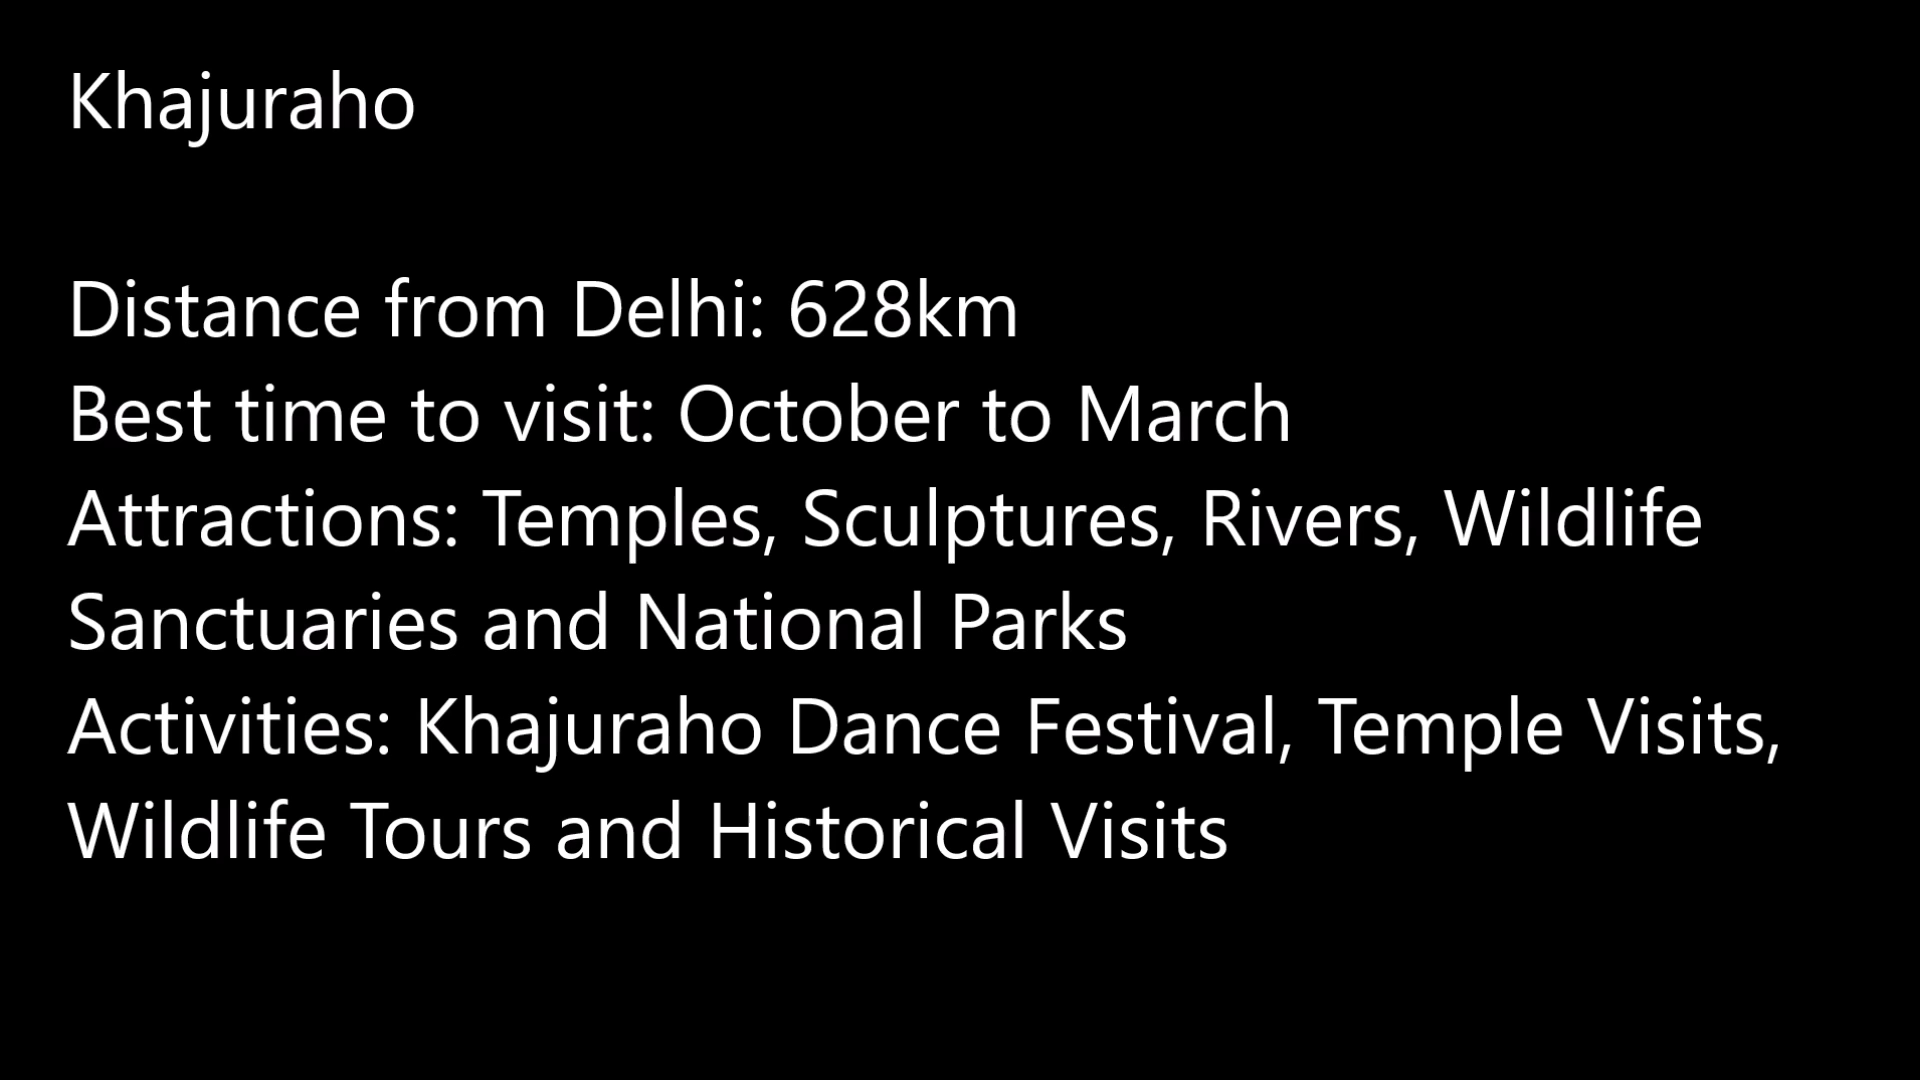 Khajuraho
Distance from Delhi: 628km
Best time to visit: October to March
Attractions: Temples, Sculptures, Rivers, Wildlife
Sanctuaries and National Parks
Activities: Khajuraho Dance Festival, Temple Visits,
Wildlife Tours and Historical Visits